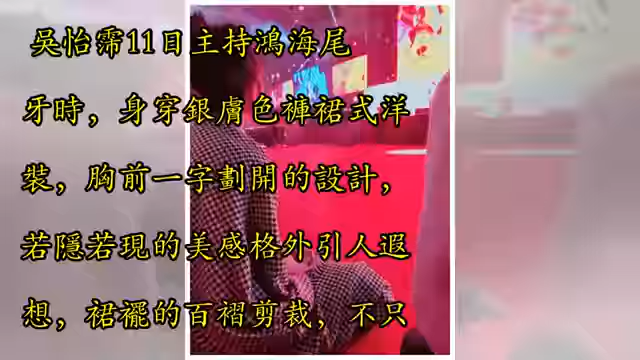 吳怡霈11日主持鴻海尾
牙時，身穿銀膚色褲裙式洋
裝，胸前一字劃開的設計，
若隱若現的美感格外引人遐
想，裙襬的百褶剪裁，不只